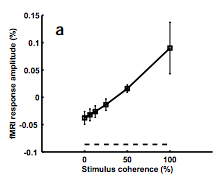 a
0.15
0.1
0.05
0
-0.05
-0.1
fMRI response amplitude (%)
0 50 100
Stimulus coherence (%)